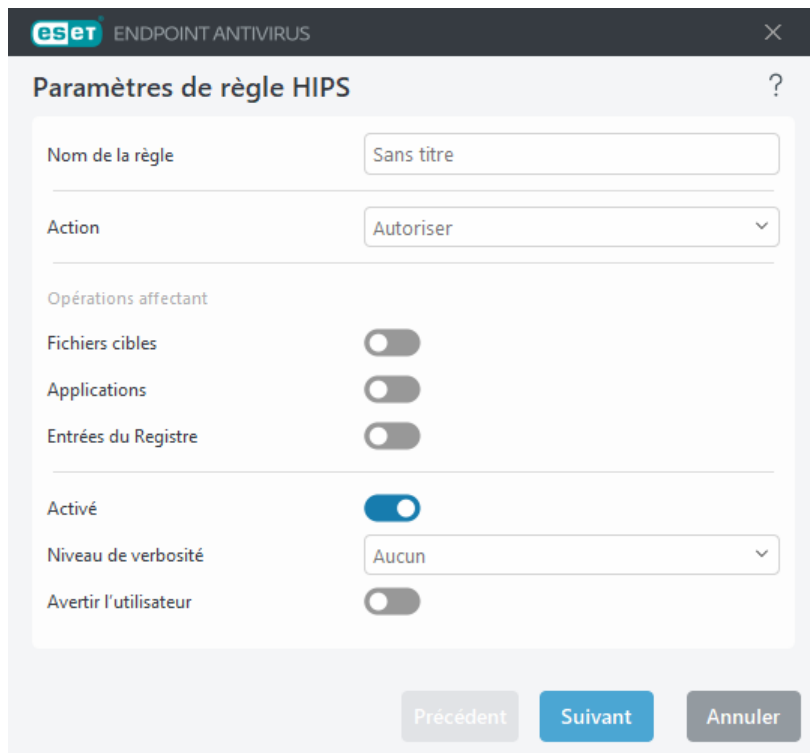 eset ENDPOINT ANTIVIRUS
Paramètres de règle HIPS ?
Nom de la règle Sans titre
Action Autoriser
Opérations affectant
Fichiers cibles
Applications
Entrées du Registre
Activé
Niveau de verbosité Aucun
Avertir l'utilisateur
Précédent Suivant Annuler